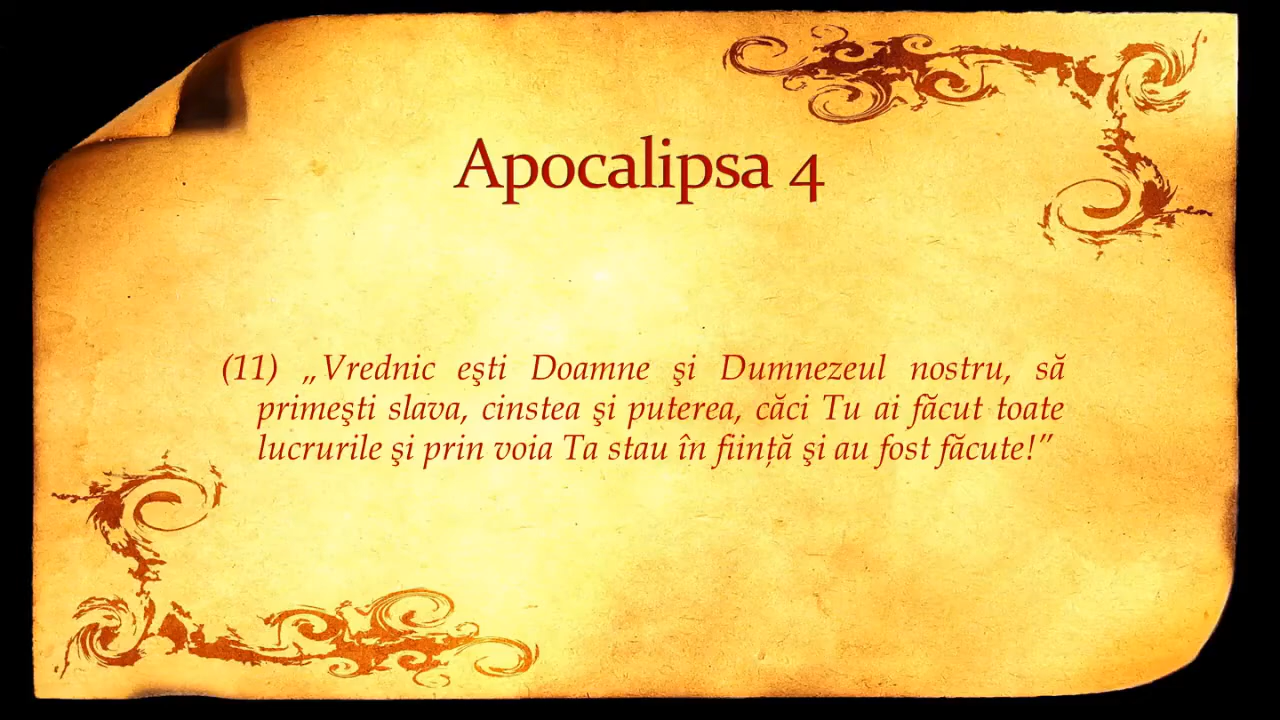 Apocalipsa 4
(11) „Vrednic eşti Doamne şi Dumnezeul nostru, să
primeşti slava, cinstea şi puterea, căci Tu ai făcut toate
lucrurile şi prin voia Ta stau în ființă şi au fost făcute!”